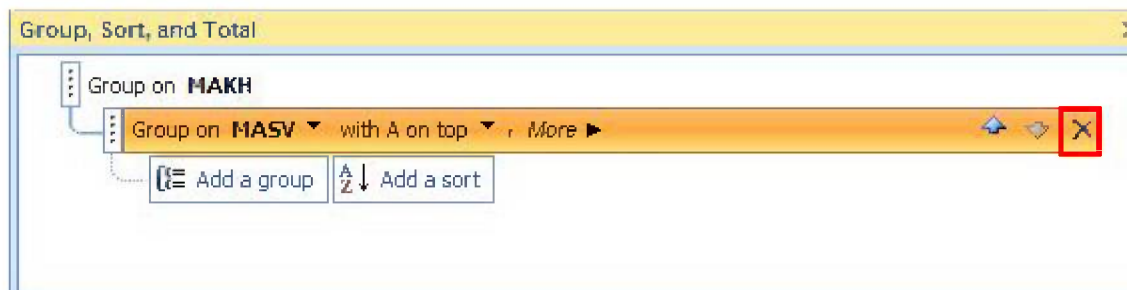 Group, Sort, and Total
Group on MAKH
Group on MASV with A on top , More
Add a group Add a sort